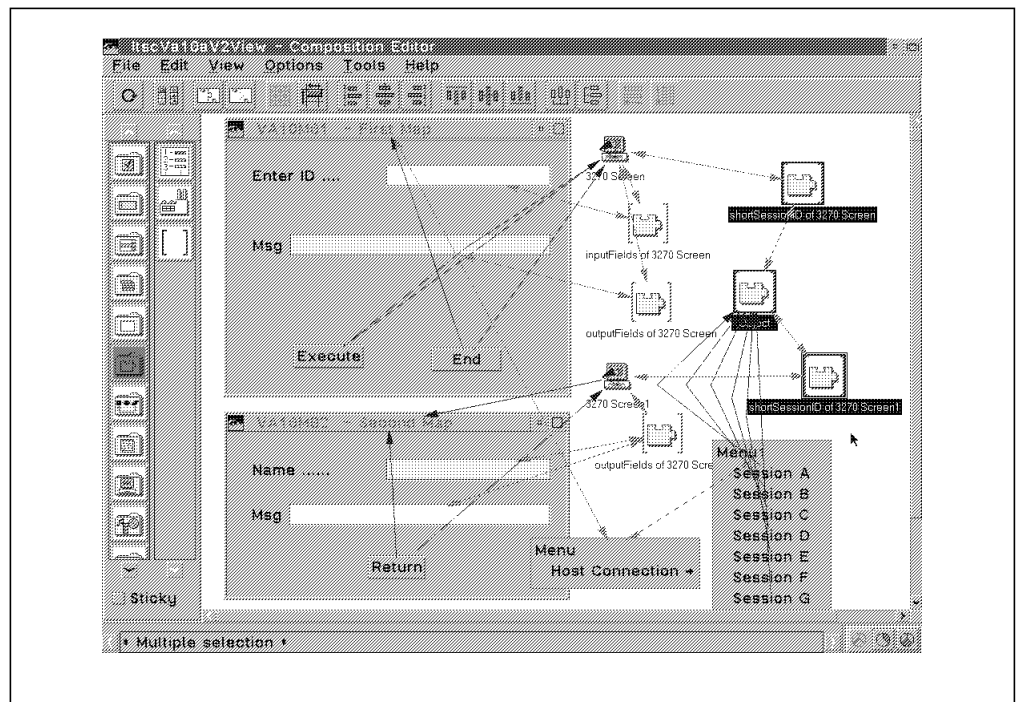 ItscVa10aV2View - Composition Editor
File Edit View Options Tools Help
VA10M01 - First Map
Enter ID ....
Msg
Execute
End
3270 Screen
inputFields of 3270 Screen
outputFields of 3270 Screen
shortSessionID of 3270 Screen
shortSessionID of 3270 Screen1
3270 Screen1
outputFields of 3270 Scre
VA10M02 - Second Map
Name ......
Msg
Return
Menu
Host Connection →
Menu1
Session A
Session B
Session C
Session D
Session E
Session F
Session G
Sticky
* Multiple selection *